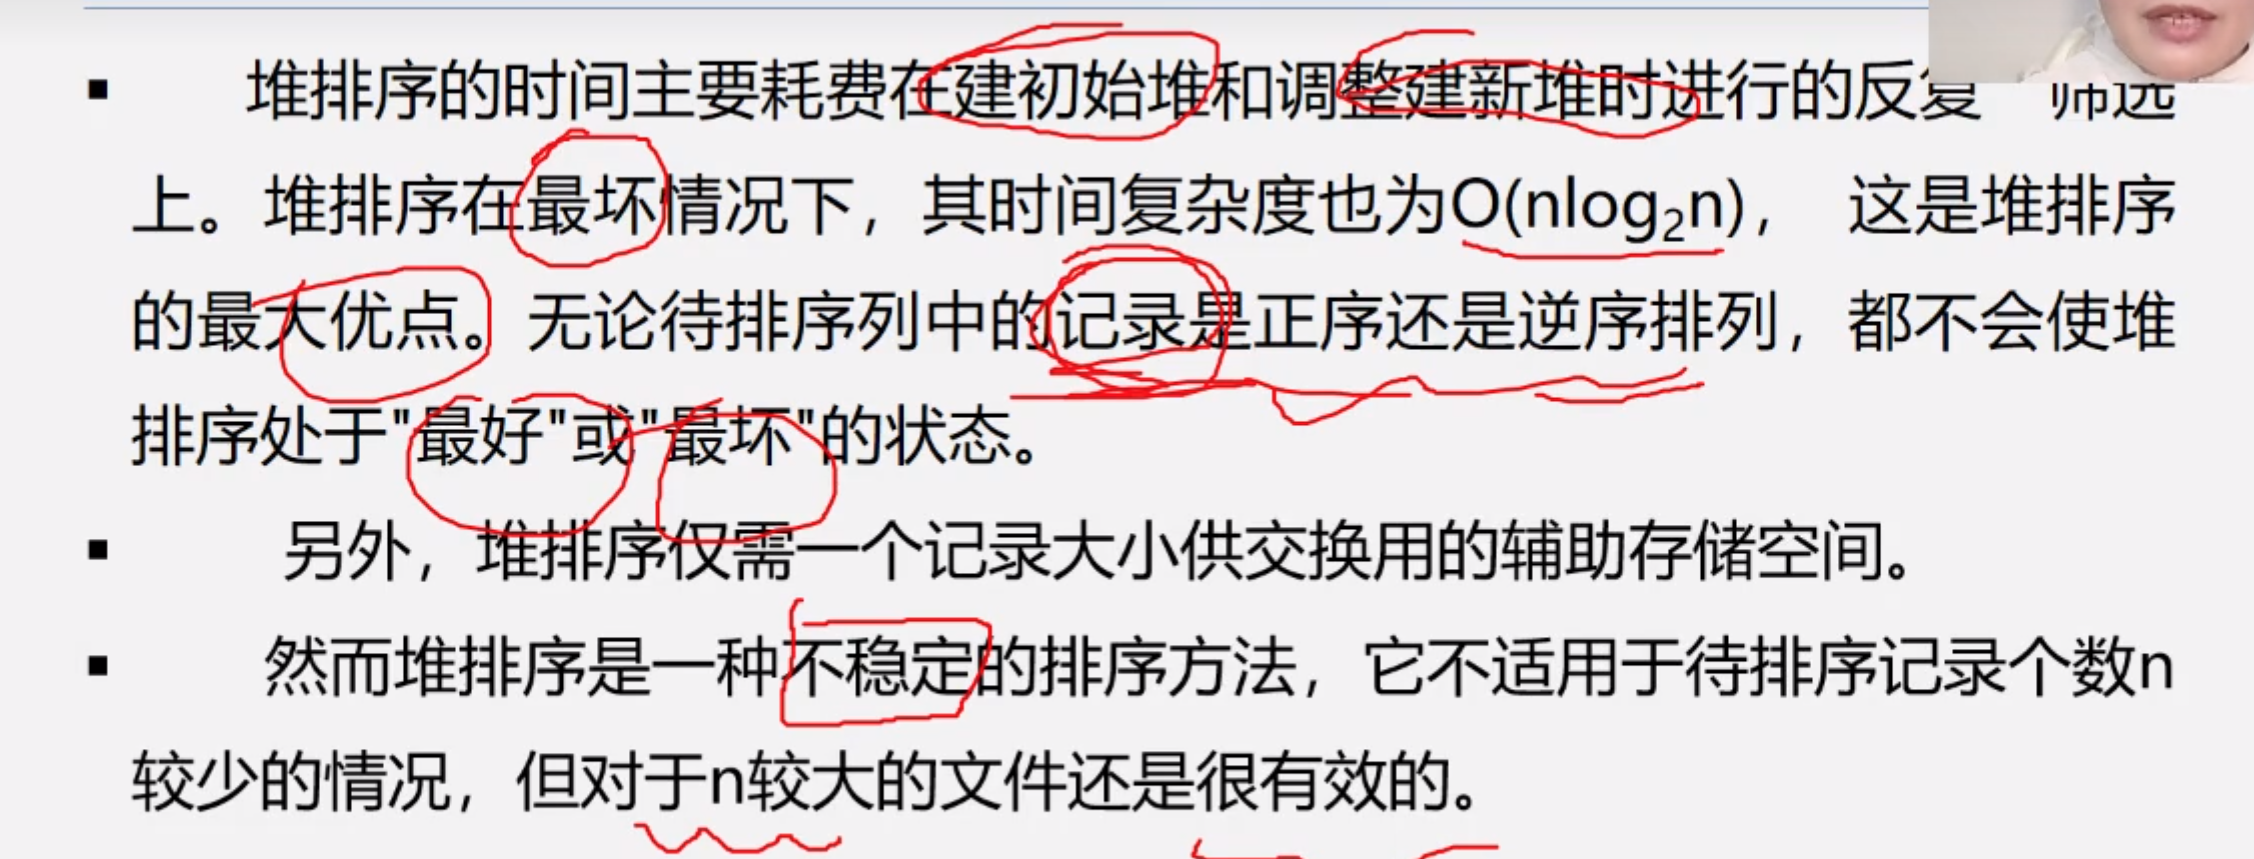 ▪ 堆排序的时间主要耗费在建初始堆和调整建新堆时进行的反复 筛选
上。堆排序在最坏情况下，其时间复杂度也为O(nlog₂n)， 这是堆排序
的最大优点。无论待排序列中的记录是正序还是逆序排列，都不会使堆
排序处于"最好"或"最坏"的状态。
▪ 另外，堆排序仅需一个记录大小供交换用的辅助存储空间。
▪ 然而堆排序是一种不稳定的排序方法，它不适用于待排序记录个数n
较少的情况，但对于n较大的文件还是很有效的。